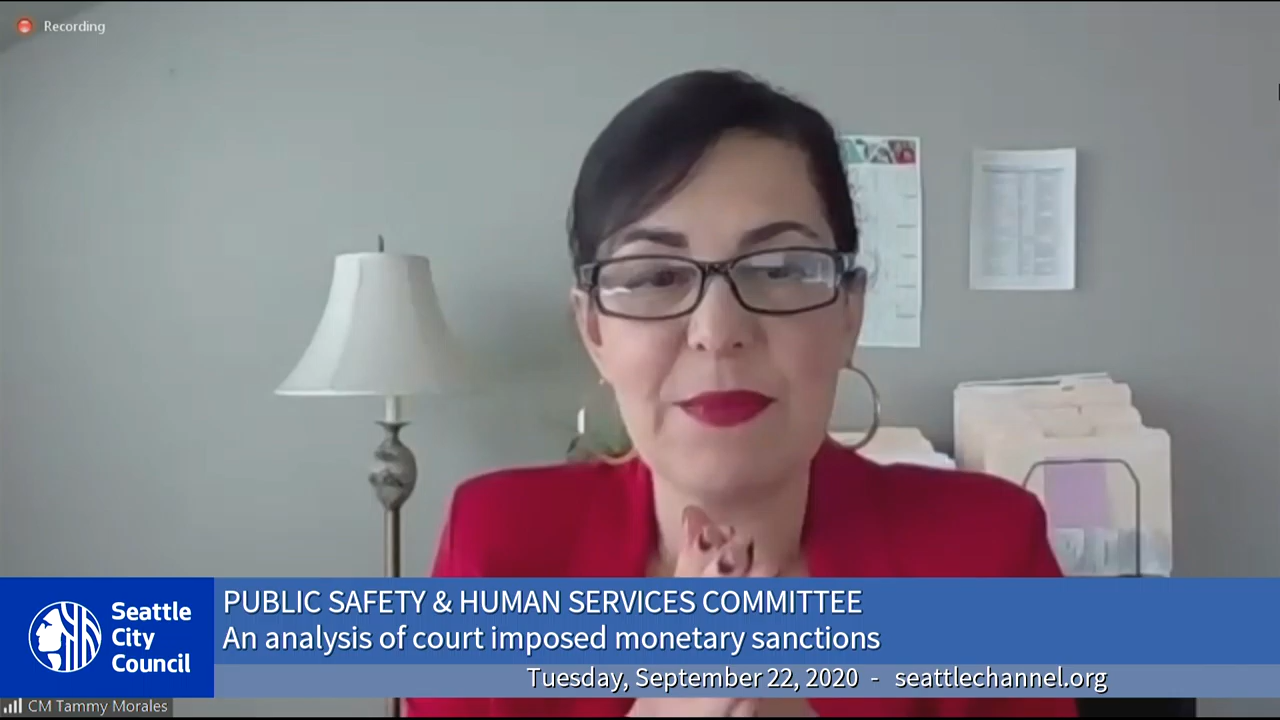 Recording
PUBLIC SAFETY & HUMAN SERVICES COMMITTEE
An analysis of court imposed monetary sanctions
Seattle
City
Council
Tuesday, September 22, 2020 - seattlechannel.org
CM Tammy Morales